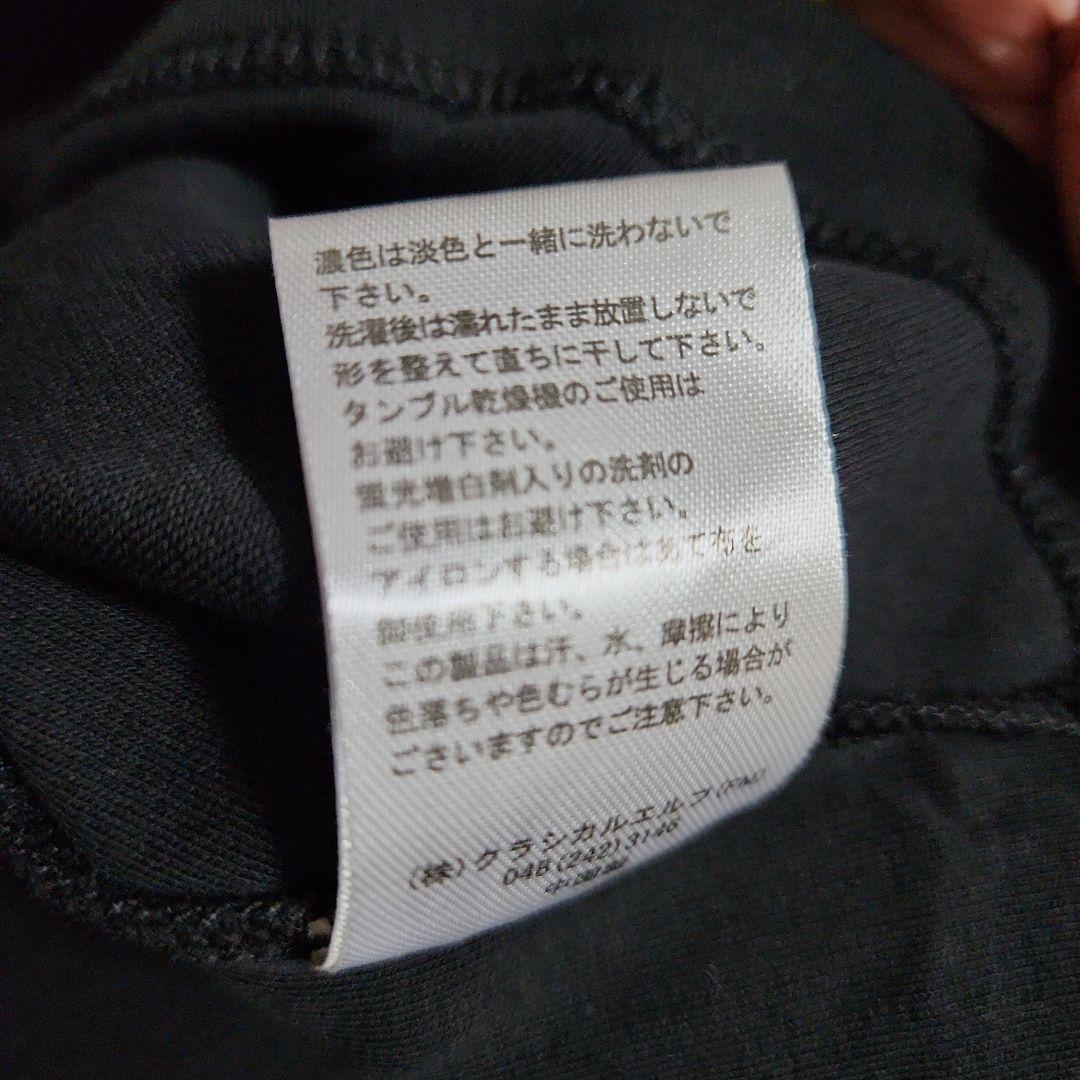 濃色は淡色と一緒に洗わないで
下さい。
洗濯後は濡れたまま放置しないで
形を整えて直ちに干して下さい。
タンブル乾燥機のご使用は
お避け下さい。
蛍光増白剤入りの洗剤の
ご使用はお避け下さい。
アイロンする場合はあて布を
御使用下さい。
この製品は汗、水、摩擦により
色落ちや色むらが生じる場合が
ございますのでご注意下さい。
(株)クラシカルエルフ(FM)
048(242)3146
中国製